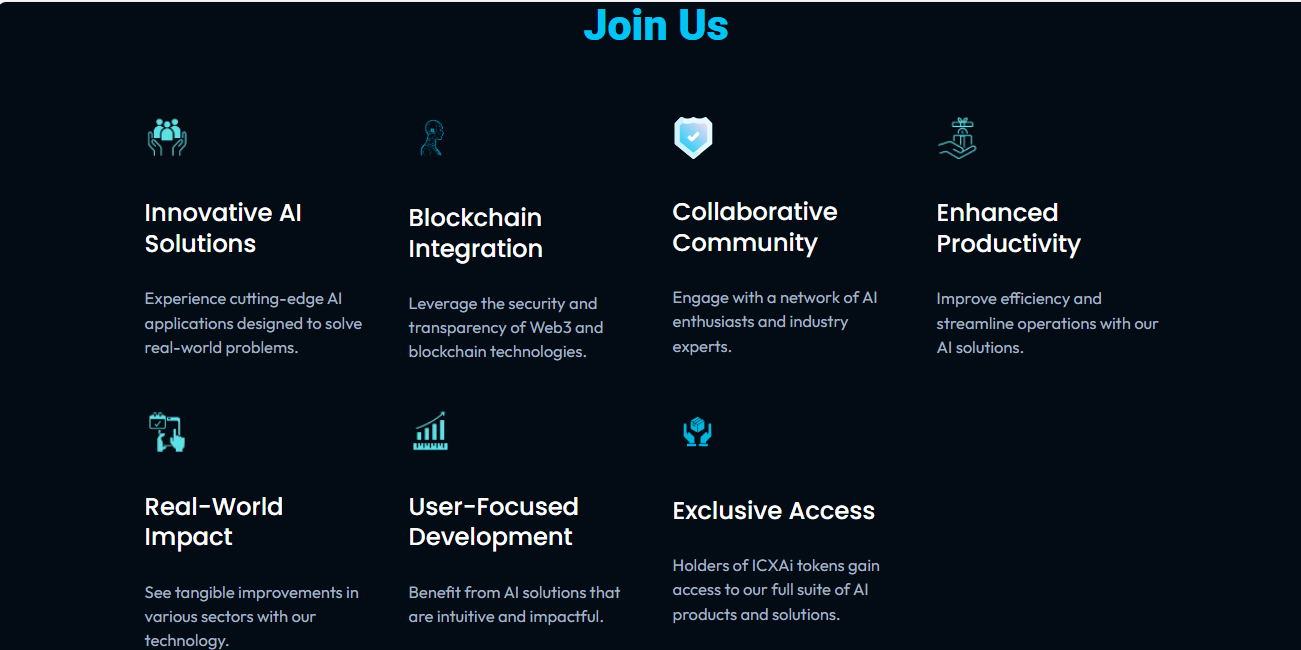 Join Us
Innovative AI
Solutions
Experience cutting-edge AI
applications designed to solve
real-world problems.
Blockchain
Integration
Leverage the security and
transparency of Web3 and
blockchain technologies.
Collaborative
Community
Engage with a network of AI
enthusiasts and industry
experts.
Enhanced
Productivity
Improve efficiency and
streamline operations with our
AI solutions.
Real-World
Impact
See tangible improvements in
various sectors with our
technology.
User-Focused
Development
Benefit from AI solutions that
are intuitive and impactful.
Exclusive Access
Holders of ICXAi tokens gain
access to our full suite of AI
products and solutions.